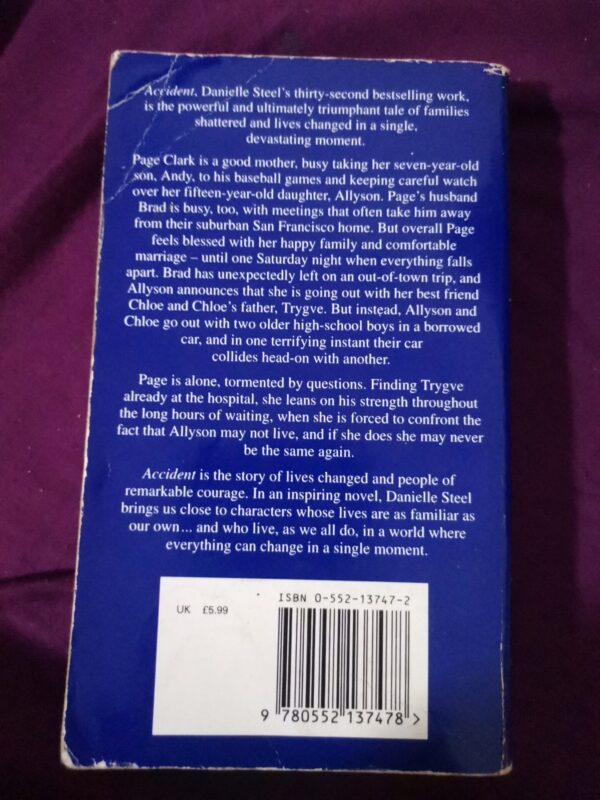 Accident, Danielle Steel's thirty-second bestselling work,
is the powerful and ultimately triumphant tale of families
shattered and lives changed in a single,
devastating moment.
Page Clark is a good mother, busy taking her seven-year-old
son, Andy, to his baseball games and keeping careful watch
over her fifteen-year-old daughter, Allyson. Page's husband
Brad is busy, too, with meetings that often take him away
from their suburban San Francisco home. But overall Page
feels blessed with her happy family and comfortable
marriage – until one Saturday night when everything falls
apart. Brad has unexpectedly left on an out-of-town trip, and
Allyson announces that she is going out with her best friend
Chloe and Chloe's father, Trygve. But instead, Allyson and
Chloe go out with two older high-school boys in a borrowed
car, and in one terrifying instant their car
collides head-on with another.
Page is alone, tormented by questions. Finding Trygve
already at the hospital, she leans on his strength throughout
the long hours of waiting, when she is forced to confront the
fact that Allyson may not live, and if she does she may never
be the same again.
Accident is the story of lives changed and people of
remarkable courage. In an inspiring novel, Danielle Steel
brings us close to characters whose lives are as familiar as
our own ... and who live, as we all do, in a world where
everything can change in a single moment.
ISBN 0-552-13747-2
UK £5.99
9 780552 137478 >